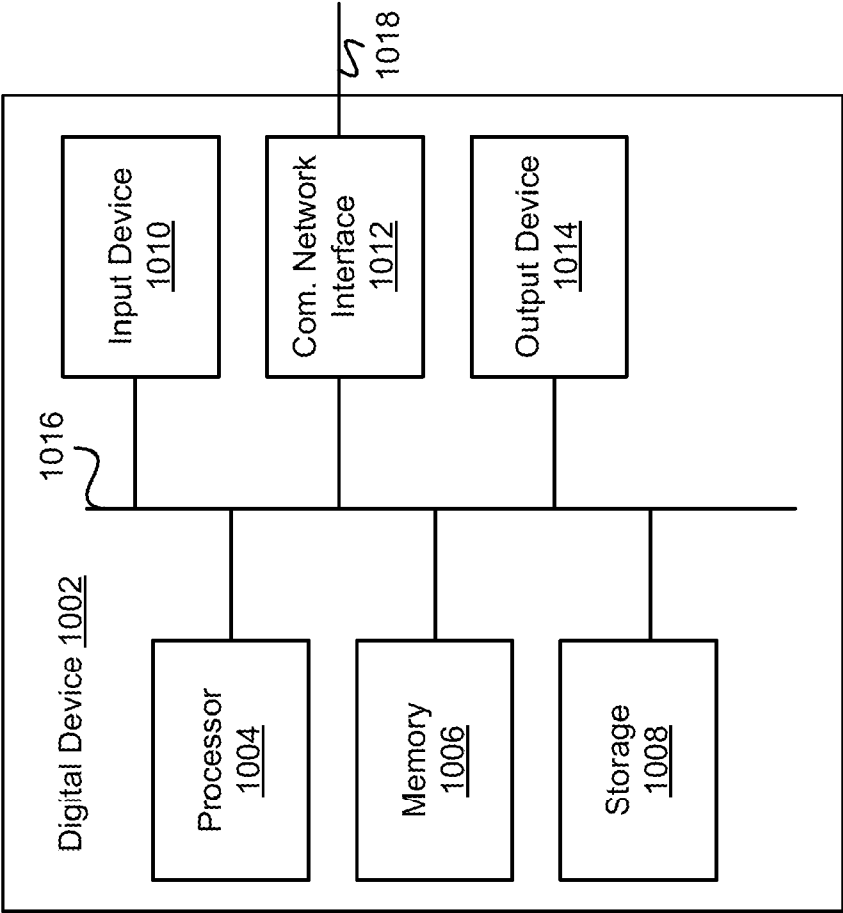 Digital Device 1002
1016
Processor
1004
Memory
1006
Storage
1008
Input Device
1010
Com. Network
Interface
1012
Output Device
1014
1018